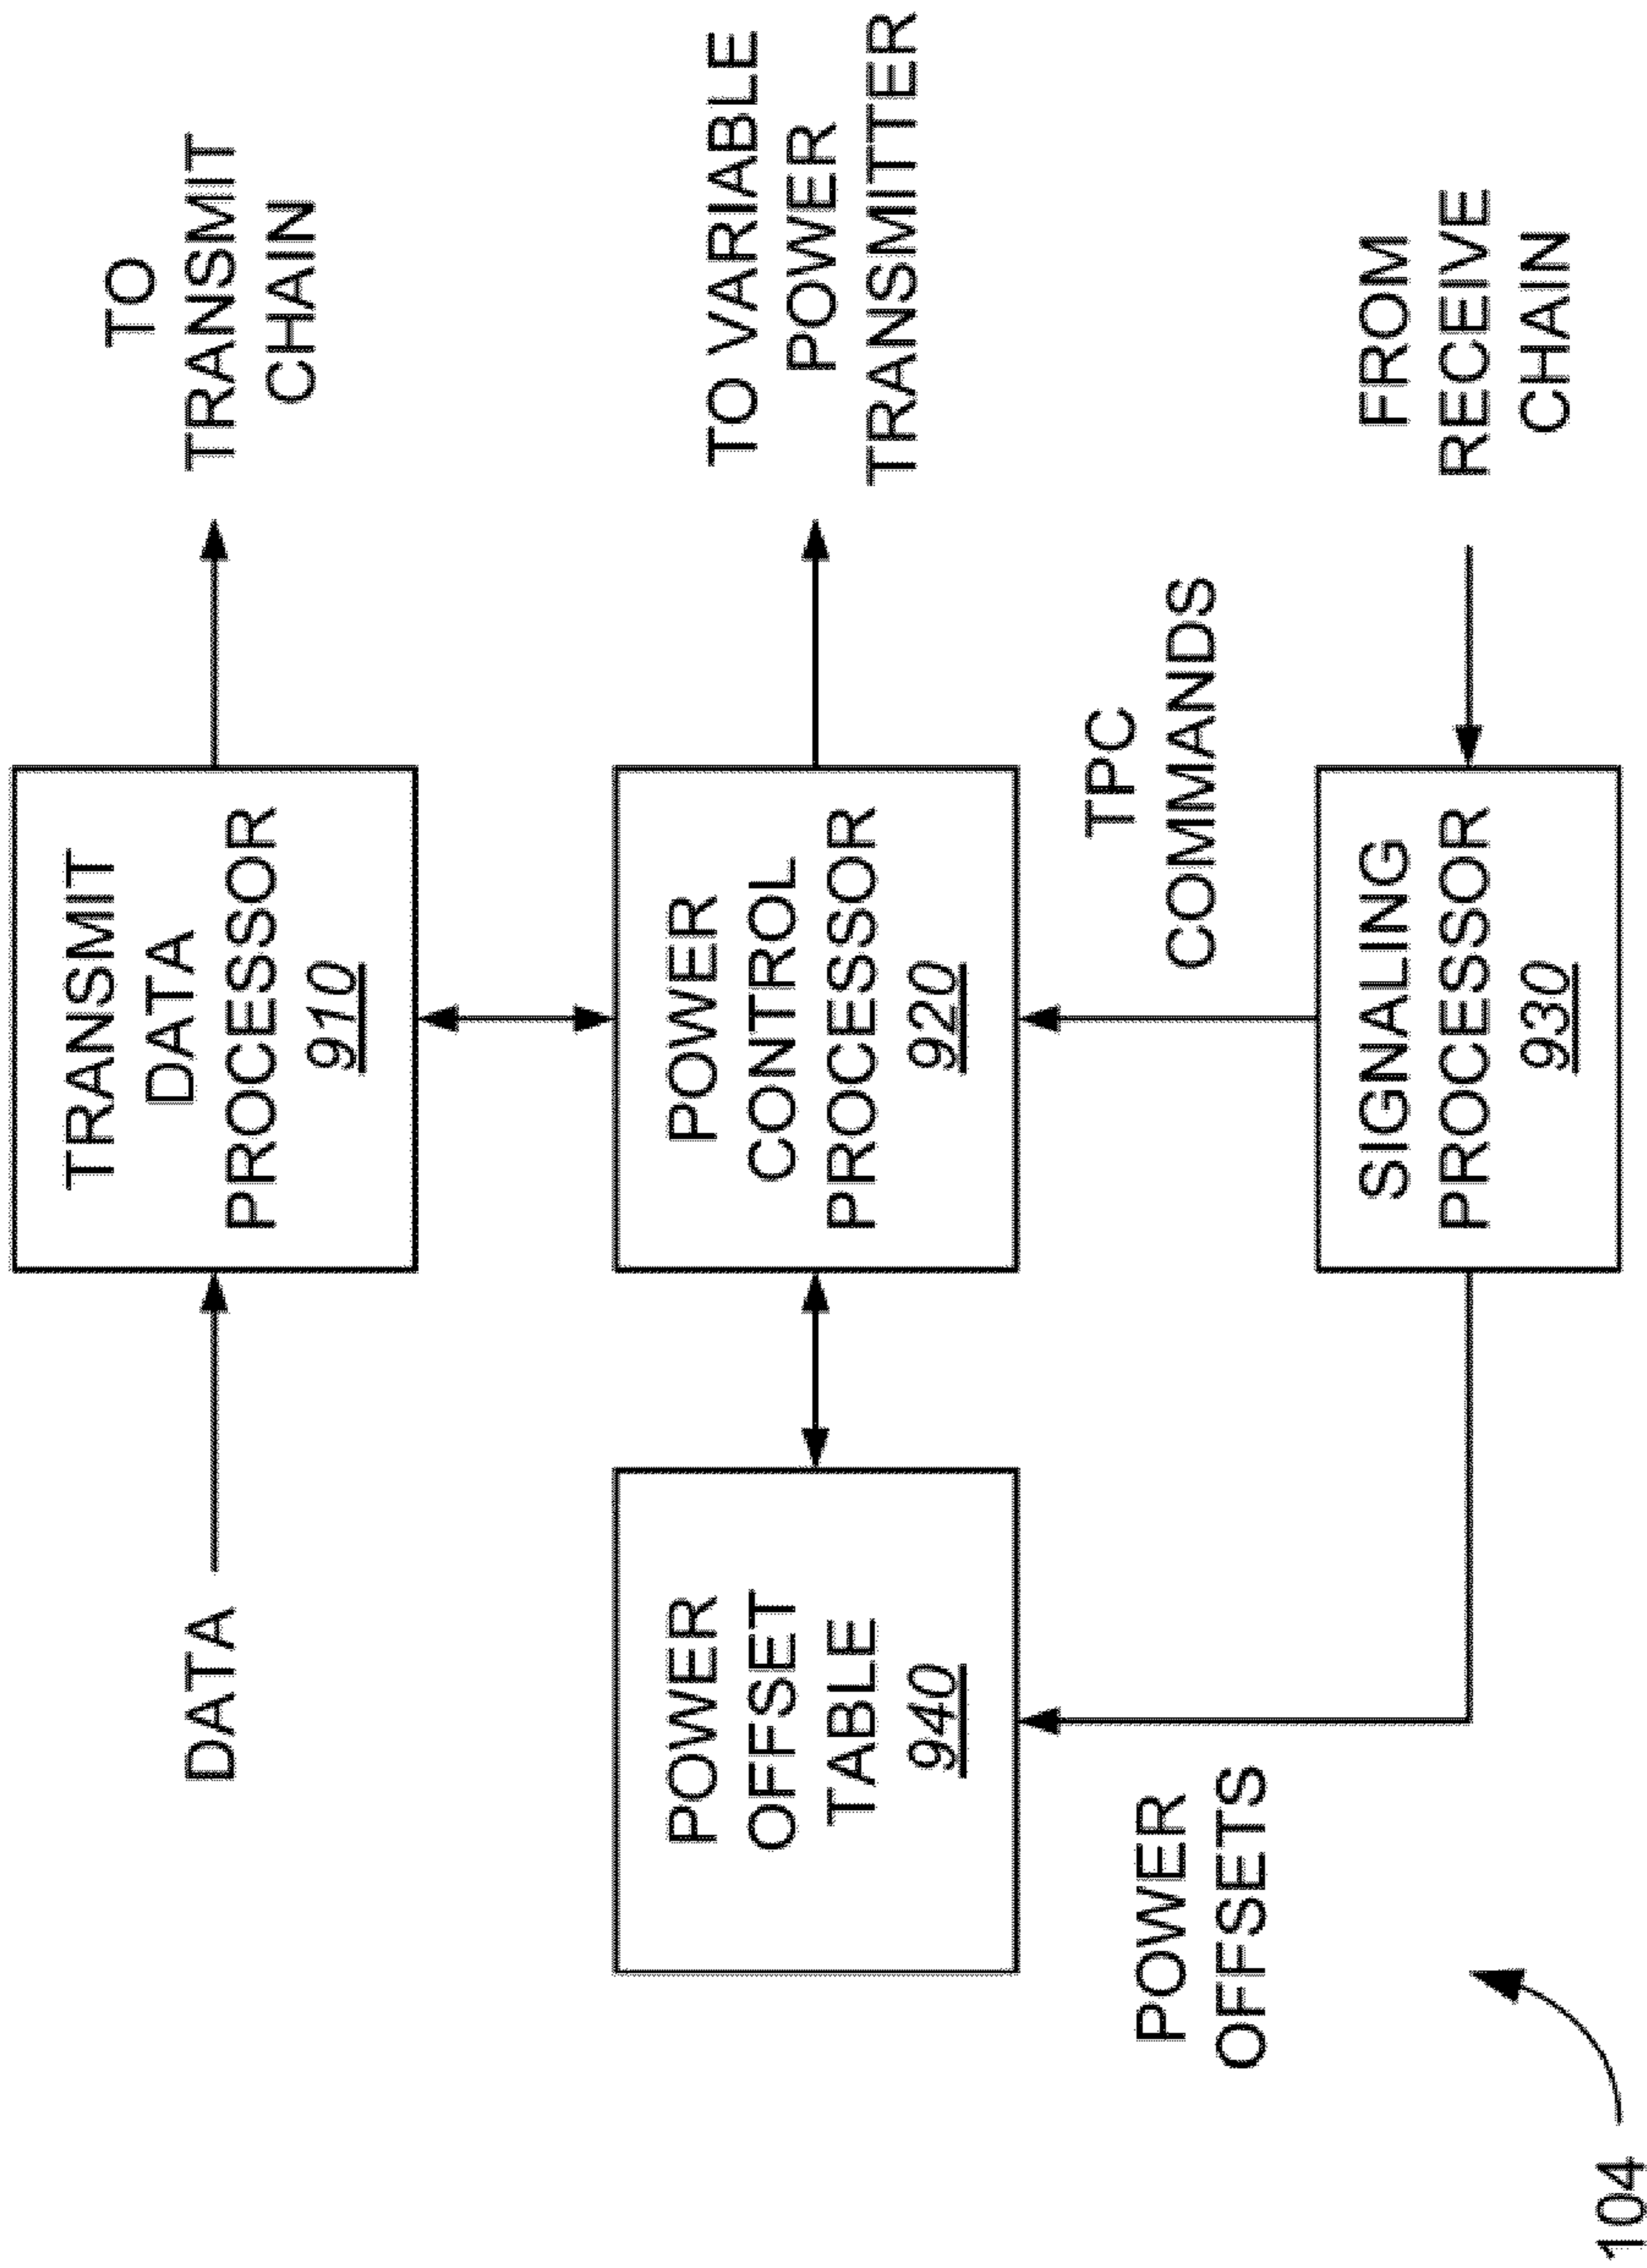 DATA
TRANSMIT
DATA
PROCESSOR
910
TO
TRANSMIT
CHAIN
POWER
OFFSET
TABLE
940
POWER
CONTROL
PROCESSOR
920
TO VARIABLE
POWER
TRANSMITTER
POWER
OFFSETS
TPC
COMMANDS
SIGNALING
PROCESSOR
930
FROM
RECEIVE
CHAIN
104